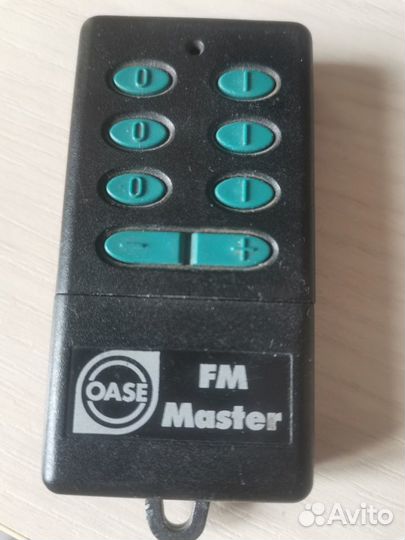 0 I
0 I
0 I
- +
OASE
FM
Master
Avito